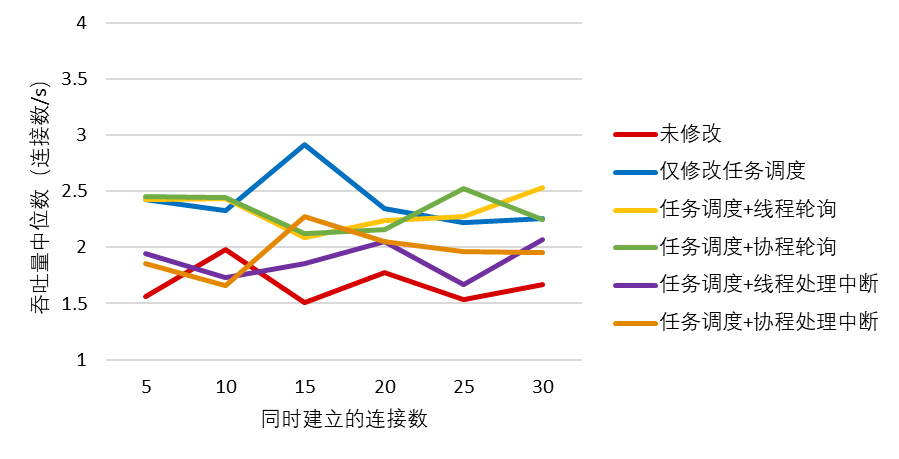 吞吐量中位数（连接数/s）
4
3.5
3
2.5
2
1.5
1
5 10 15 20 25 30
同时建立的连接数
未修改
仅修改任务调度
任务调度+线程轮询
任务调度+协程轮询
任务调度+线程处理中断
任务调度+协程处理中断